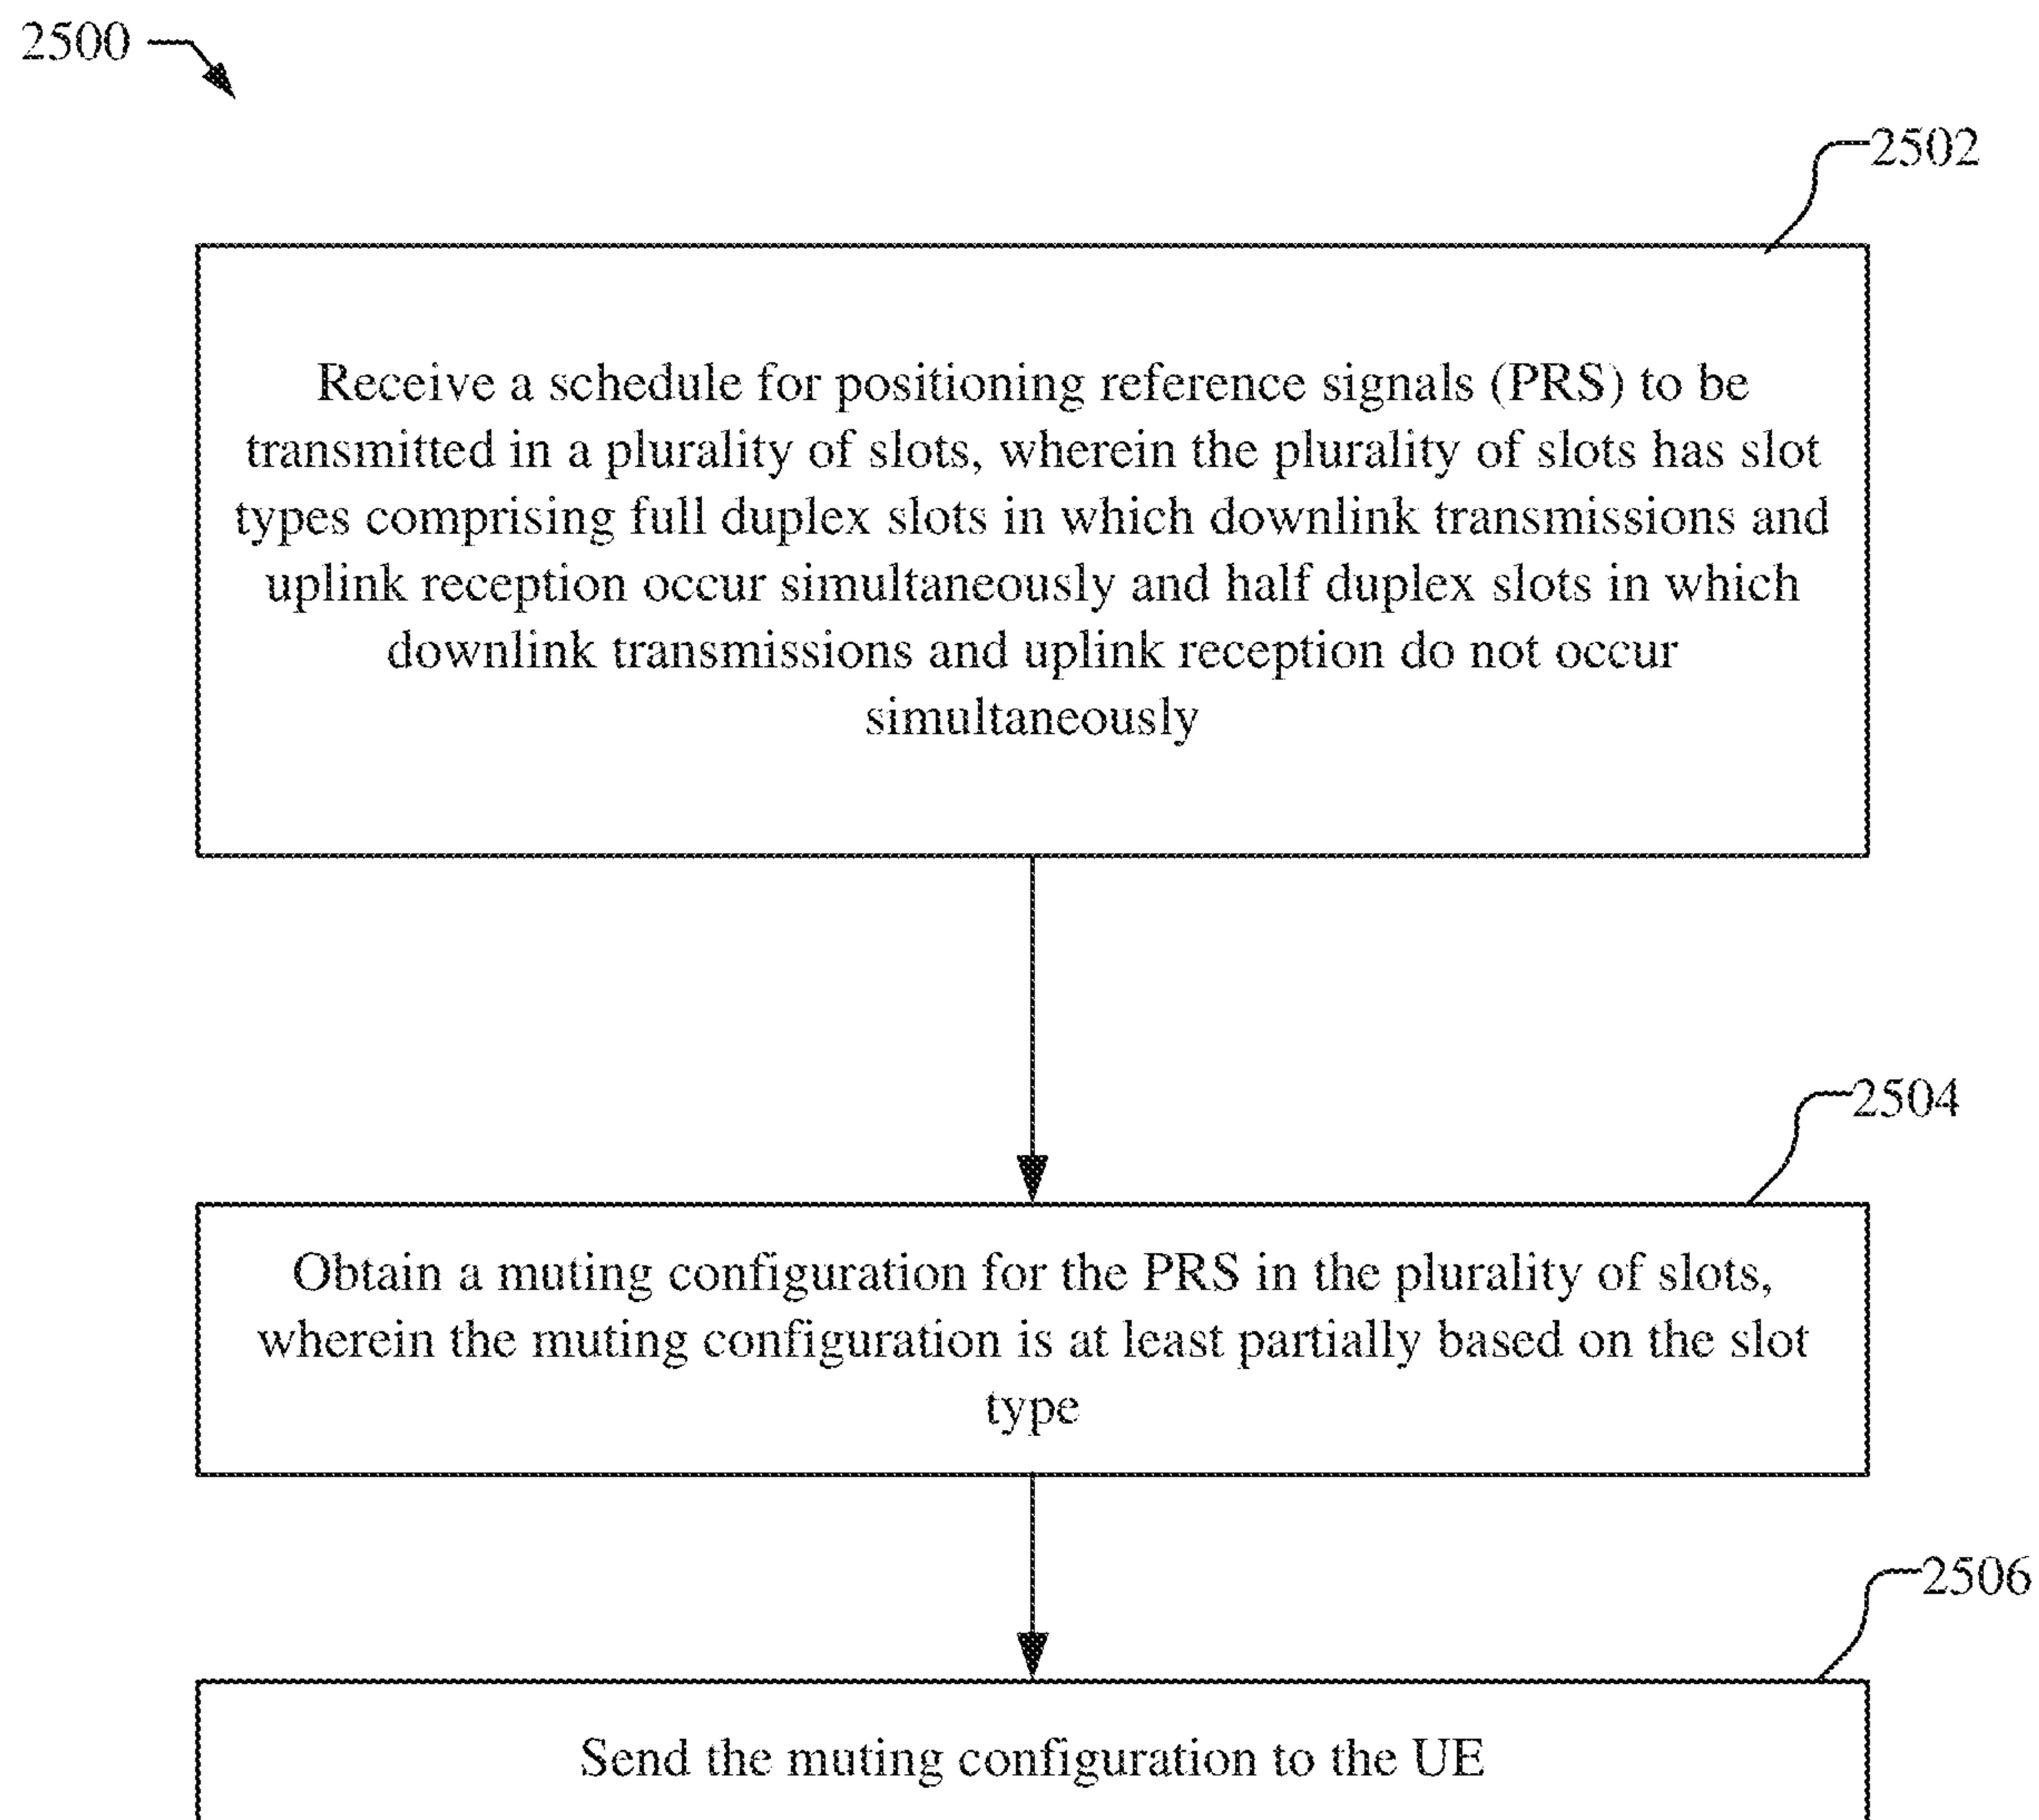 2500
2502
Receive a schedule for positioning reference signals (PRS) to be
transmitted in a plurality of slots, wherein the plurality of slots has slot
types comprising full duplex slots in which downlink transmissions and
uplink reception occur simultaneously and half duplex slots in which
downlink transmissions and uplink reception do not occur
simultaneously
2504
Obtain a muting configuration for the PRS in the plurality of slots,
wherein the muting configuration is at least partially based on the slot
type
2506
Send the muting configuration to the UE